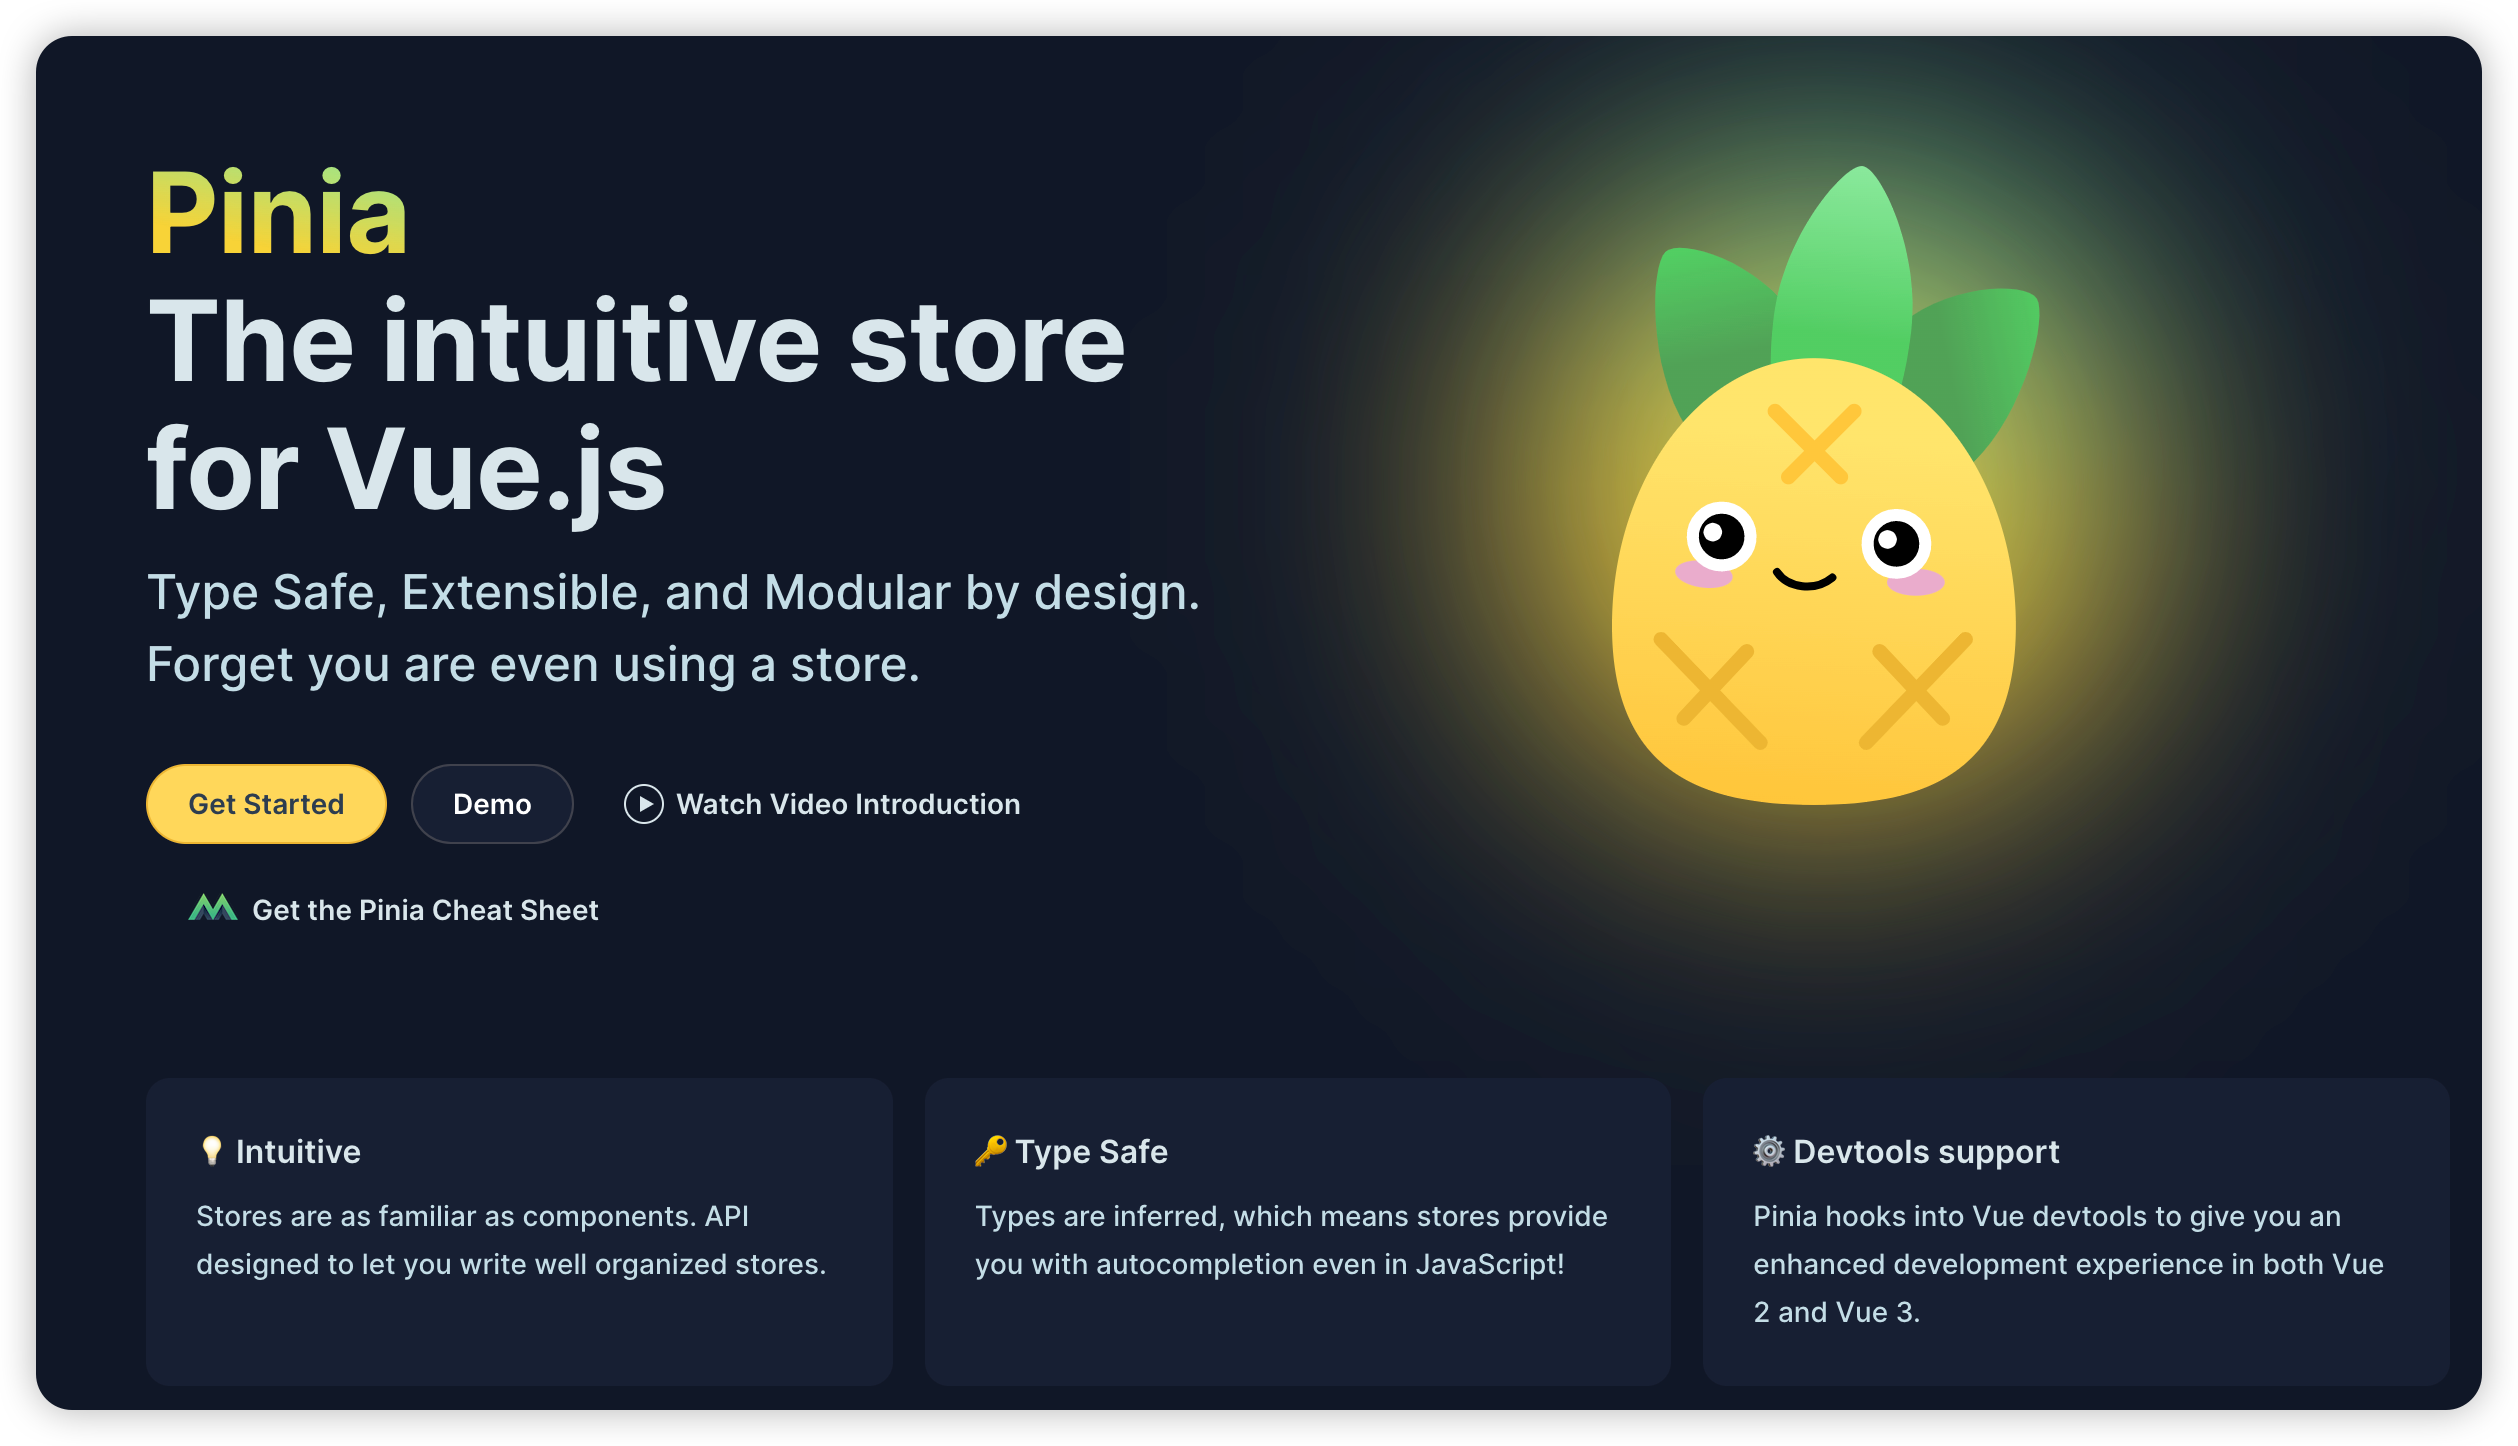 Pinia
The intuitive store
for Vue.js
Type Safe, Extensible, and Modular by design.
Forget you are even using a store.
Get Started
Demo
Watch Video Introduction
Get the Pinia Cheat Sheet
💡 Intuitive
Stores are as familiar as components. API
designed to let you write well organized stores.
🔑 Type Safe
Types are inferred, which means stores provide
you with autocompletion even in JavaScript!
⚙️ Devtools support
Pinia hooks into Vue devtools to give you an
enhanced development experience in both Vue
2 and Vue 3.